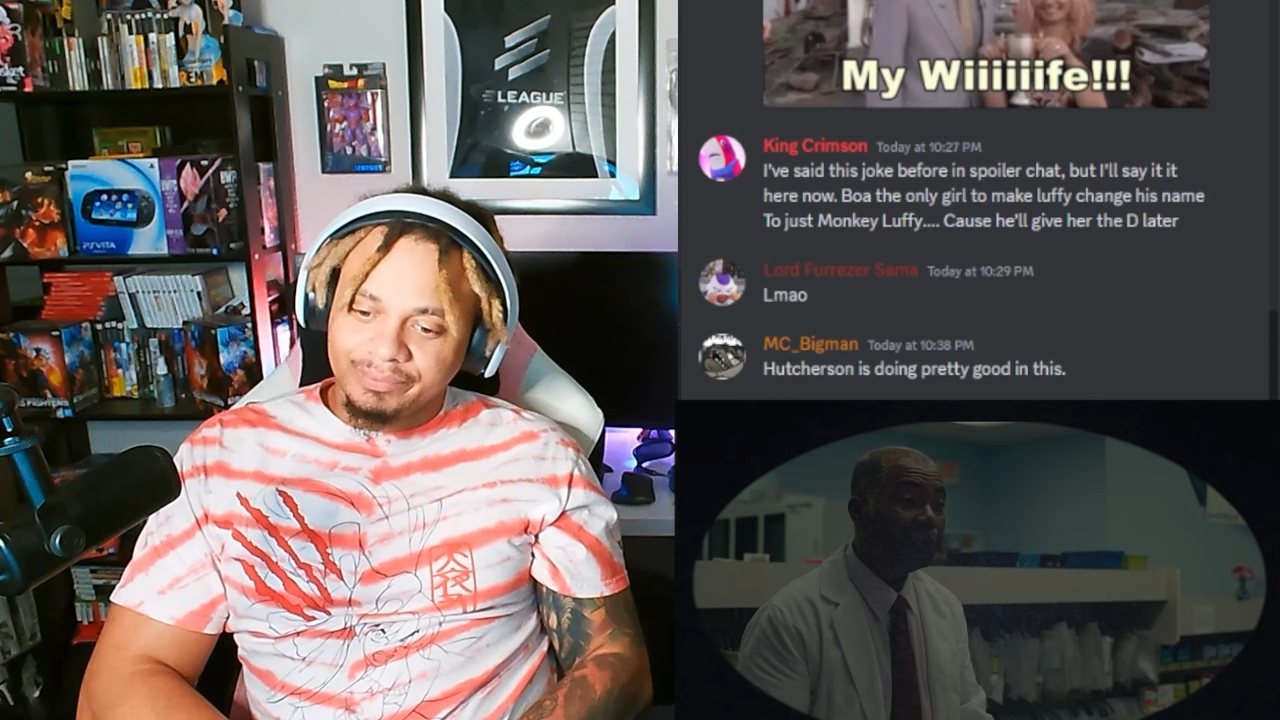 LEAGUE
PSVITA
My Wiiiiiife!!!
King Crimson Today at 10:27 PM
I've said this joke before in spoiler chat, but I'll say it it
here now. Boa the only girl to make luffy change his name
To just Monkey Luffy.... Cause he'll give her the D later
Lord Furrezer Sama Today at 10:29 PM
Lmao
MC_Bigman Today at 10:38 PM
Hutcherson is doing pretty good in this.